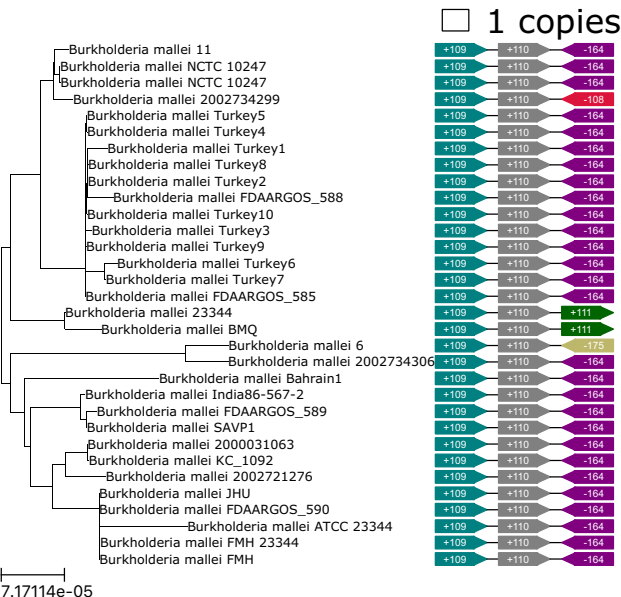 1 copies
Burkholderia mallei 11 +109 +110 -164
Burkholderia mallei NCTC 10247 +109 +110 -164
Burkholderia mallei NCTC 10247 +109 +110 -164
Burkholderia mallei 2002734299 +109 +110 -108
Burkholderia mallei Turkey5 +109 +110 -164
Burkholderia mallei Turkey4 +109 +110 -164
Burkholderia mallei Turkey1 +109 +110 -164
Burkholderia mallei Turkey8 +109 +110 -164
Burkholderia mallei Turkey2 +109 +110 -164
Burkholderia mallei FDAARGOS_588 +109 +110 -164
Burkholderia mallei Turkey10 +109 +110 -164
Burkholderia mallei Turkey3 +109 +110 -164
Burkholderia mallei Turkey9 +109 +110 -164
Burkholderia mallei Turkey6 +109 +110 -164
Burkholderia mallei Turkey7 +109 +110 -164
Burkholderia mallei FDAARGOS_585 +109 +110 -164
Burkholderia mallei 23344 +109 +110 +111
Burkholderia mallei BMQ +109 +110 +111
Burkholderia mallei 6 +109 +110 -175
Burkholderia mallei 2002734306 +109 +110 -164
Burkholderia mallei Bahrain1 +109 +110 -164
Burkholderia mallei India86-567-2 +109 +110 -164
Burkholderia mallei FDAARGOS_589 +109 +110 -164
Burkholderia mallei SAVP1 +109 +110 -164
Burkholderia mallei 2000031063 +109 +110 -164
Burkholderia mallei KC_1092 +109 +110 -164
Burkholderia mallei 2002721276 +109 +110 -164
Burkholderia mallei JHU +109 +110 -164
Burkholderia mallei FDAARGOS_590 +109 +110 -164
Burkholderia mallei ATCC 23344 +109 +110 -164
Burkholderia mallei FMH 23344 +109 +110 -164
Burkholderia mallei FMH +109 +110 -164
7.17114e-05